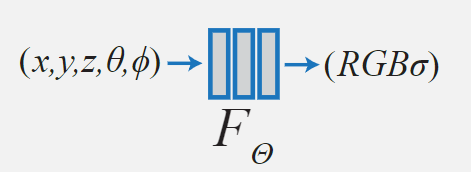 (x,y,z,θ,ϕ) → → (RGBσ)
F_Θ